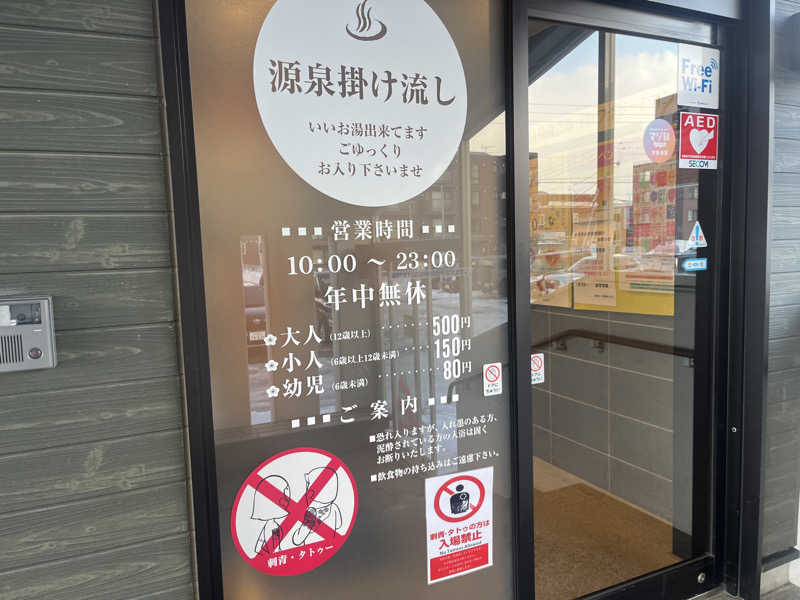 源泉掛け流し
いいお湯出来てます
ごゆっくり
お入り下さいませ
営業時間
10:00 ～ 23:00
年中無休
大人(12歳以上)・・・・・・・500円
小人(6歳以上12歳未満)・・・・・150円
幼児(6歳未満)・・・・・・・・・・80円
ご案内
■恐れ入りますが、入れ墨のある方、
泥酔されている方の入浴は固く
お断りいたします。
■飲食物の持ち込みはご遠慮下さい。
刺青・タトゥー
刺青・タトゥの方は
入場禁止
No Tattoos Allowed
Free
Wi-Fi
AED
SECOM
マジ部